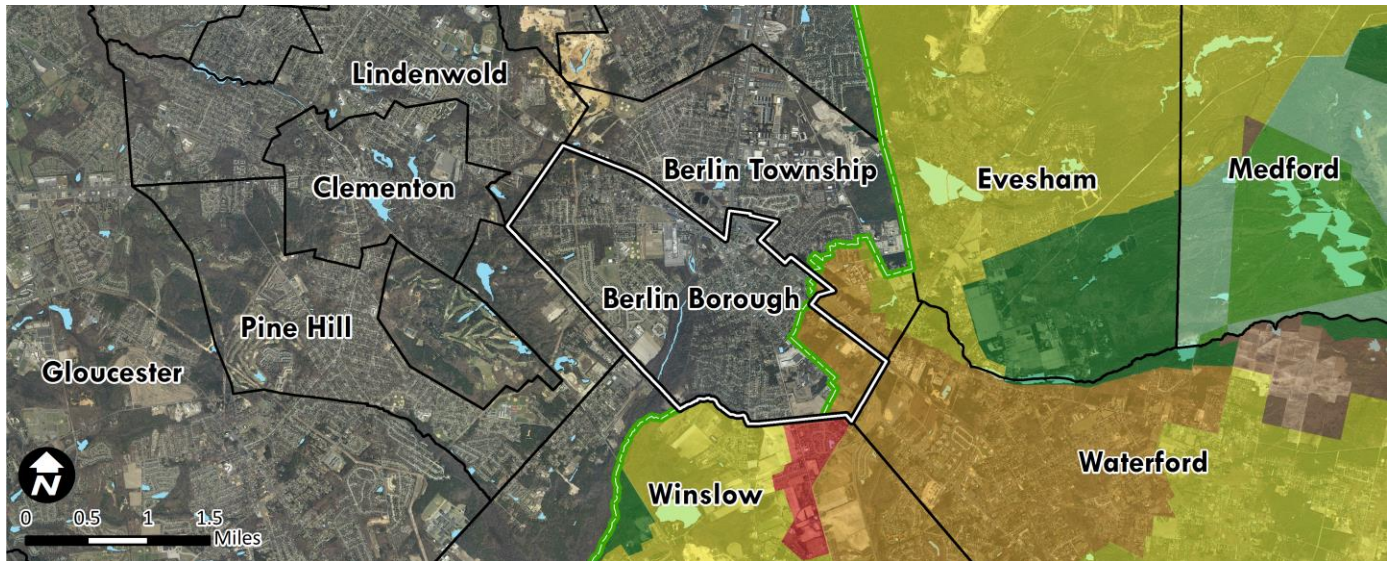 Lindenwold
Berlin Township
Evesham
Medford
Clementon
Berlin Borough
Pine Hill
Gloucester
Waterford
Winslow
N
0 0.5 1 1.5
Miles